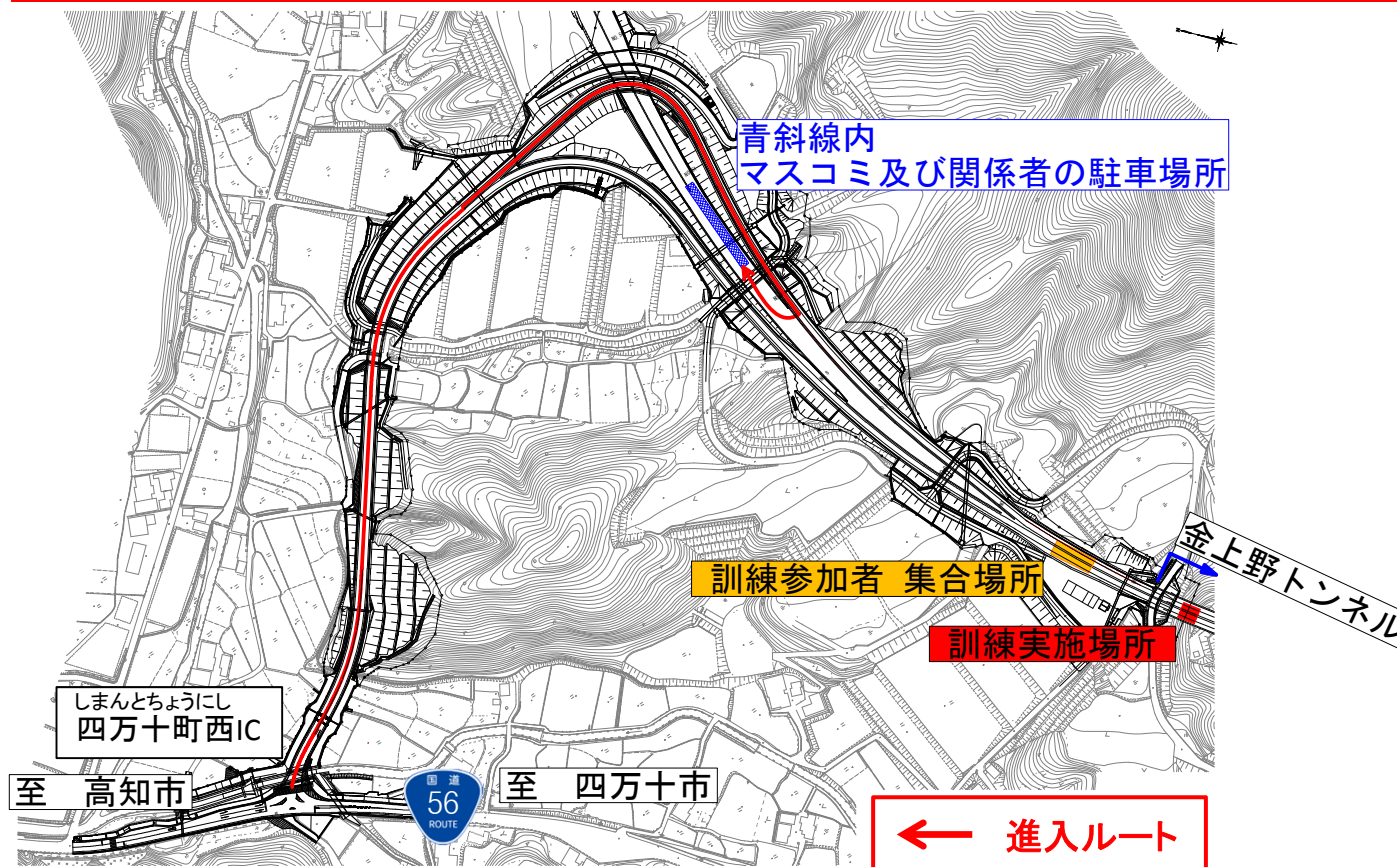 青斜線内
マスコミ及び関係者の駐車場所
金上野トンネル
訓練参加者 集合場所
訓練実施場所
しまんとちょうにし
四万十町西IC
至 高知市
国道
56
ROUTE
至 四万十市
進入ルート